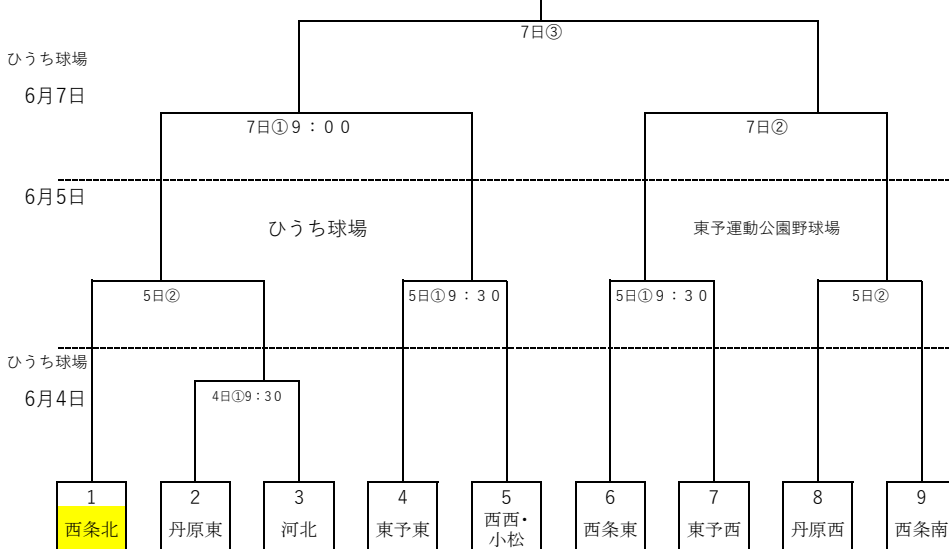 7日③
ひうち球場
6月7日
7日①9：00
7日②
6月5日
ひうち球場
東予運動公園野球場
5日②
5日①9：30
5日①9：30
5日②
ひうち球場
6月4日
4日①9：30
1
2
3
4
5
6
7
8
9
西条北
丹原東
河北
東予東
西西・
小松
西条東
東予西
丹原西
西条南